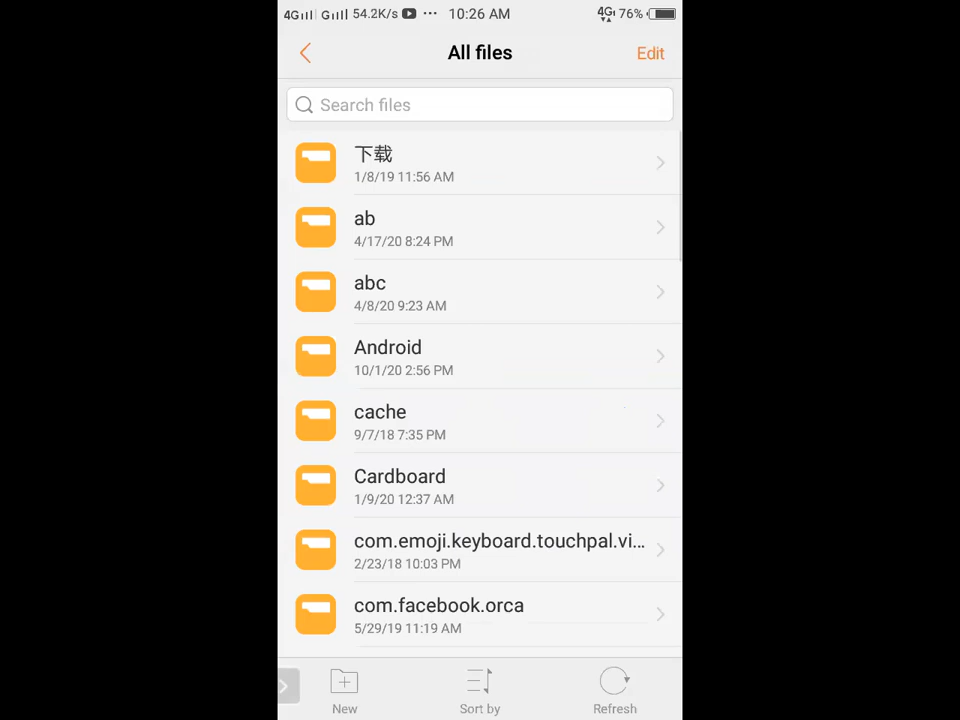 4G G 54.2K/s ··· 10:26 AM 4G 76%
All files
Edit
Search files
下载
1/8/19 11:56 AM
ab
4/17/20 8:24 PM
abc
4/8/20 9:23 AM
Android
10/1/20 2:56 PM
cache
9/7/18 7:35 PM
Cardboard
1/9/20 12:37 AM
com.emoji.keyboard.touchpal.vi...
2/23/18 10:03 PM
com.facebook.orca
5/29/19 11:19 AM
New
Sort by
Refresh